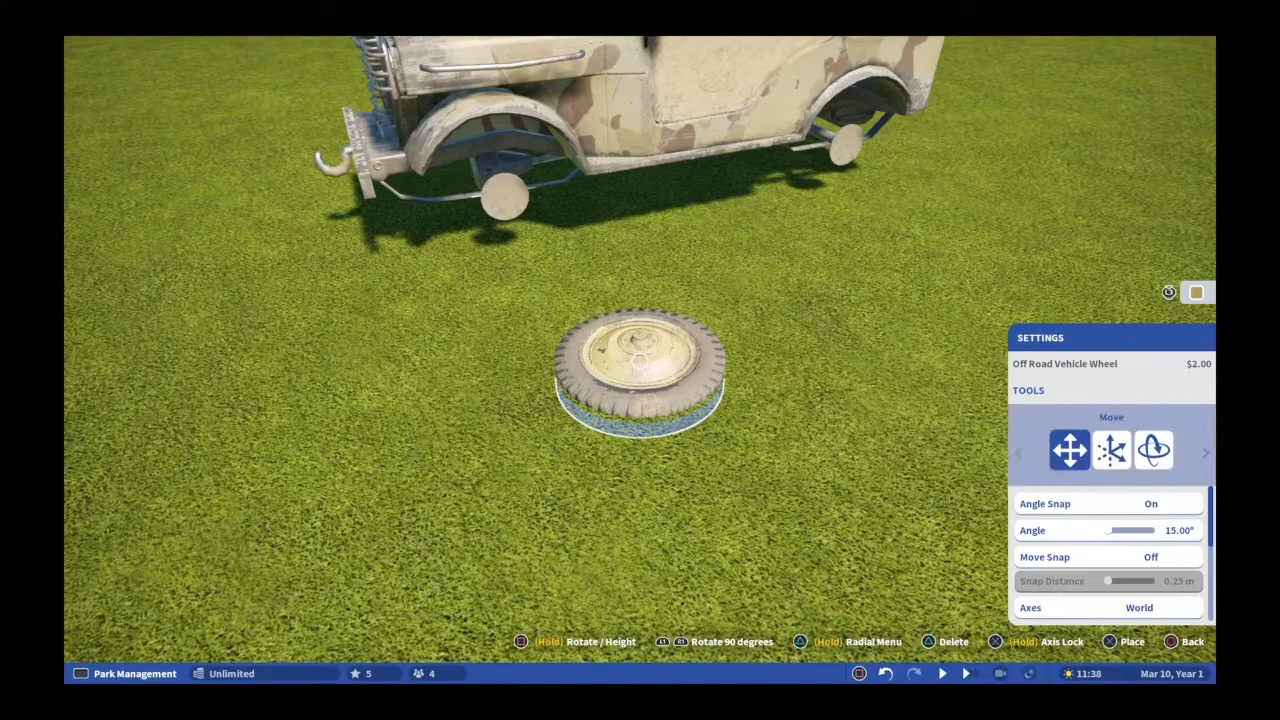 SETTINGS
Off Road Vehicle Wheel $2.00
TOOLS
Move
Angle Snap On
Angle 15.00°
Move Snap Off
Snap Distance 0.25 m
Axes World
(Hold) Rotate / Height L1 R1 Rotate 90 degrees (Hold) Radial Menu Delete (Hold) Axis Lock Place Back
Park Management Unlimited 5 4 11:38 Mar 10, Year 1